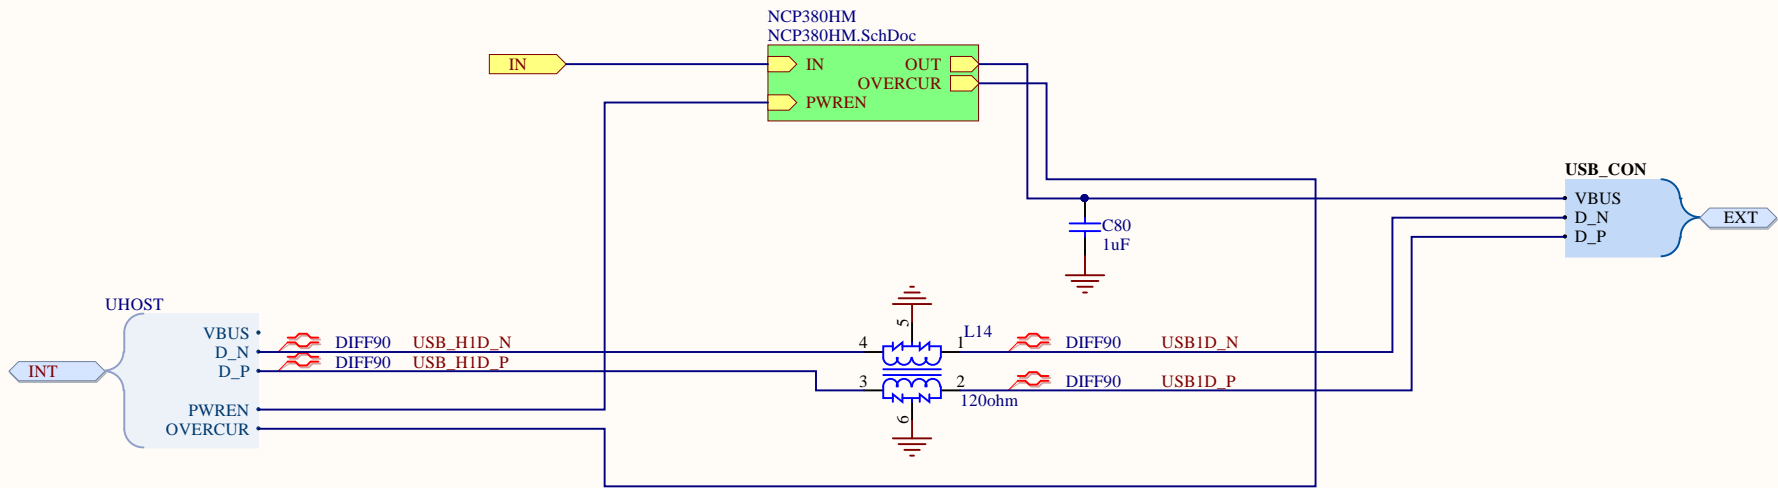 NCP380HM
NCP380HM.SchDoc
IN
IN
OUT
OVERCUR
PWREN
USB_CON
VBUS
D_N
D_P
EXT
C80
1uF
UHOST
VBUS
D_N
D_P
PWREN
OVERCUR
INT
DIFF90
USB_H1D_N
DIFF90
USB_H1D_P
5
L14
4
1
3
2
120ohm
6
DIFF90
USB1D_N
DIFF90
USB1D_P